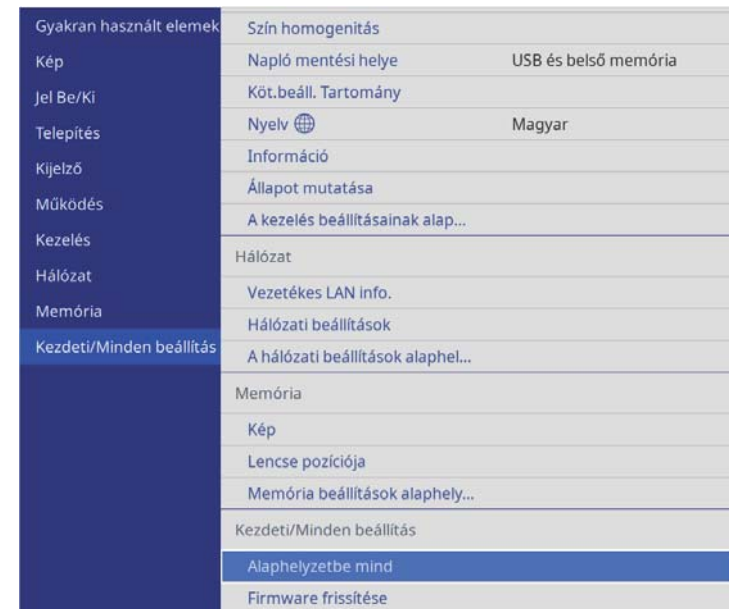 Gyakran használt elemek
Kép
Jel Be/Ki
Telepítés
Kijelző
Működés
Kezelés
Hálózat
Memória
Kezdeti/Minden beállítás
Szín homogenitás
Napló mentési helye USB és belső memória
Köt.beáll. Tartomány
Nyelv Magyar
Információ
Állapot mutatása
A kezelés beállításainak alap...
Hálózat
Vezetékes LAN info.
Hálózati beállítások
A hálózati beállítások alaphel...
Memória
Kép
Lencse pozíciója
Memória beállítások alaphely...
Kezdeti/Minden beállítás
Alaphelyzetbe mind
Firmware frissítése